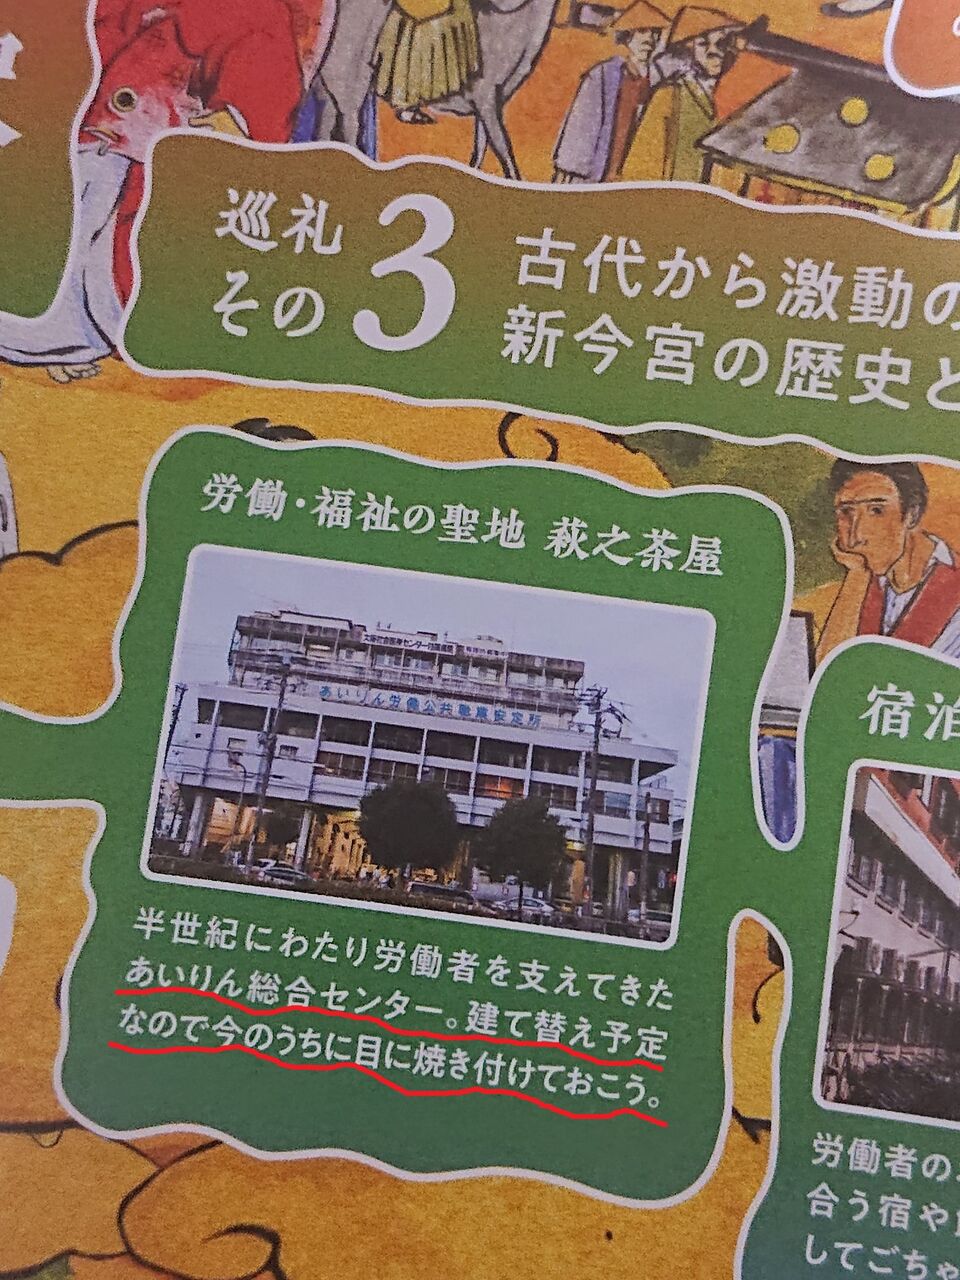 巡礼
その3
古代から激動の
新今宮の歴史と
労働・福祉の聖地 萩之茶屋
あいりん労働公共職業安定所
半世紀にわたり労働者を支えてきた
あいりん総合センター。建て替え予定
なので今のうちに目に焼き付けておこう。
宿泊
労働者の
合う宿や
してごちゃ